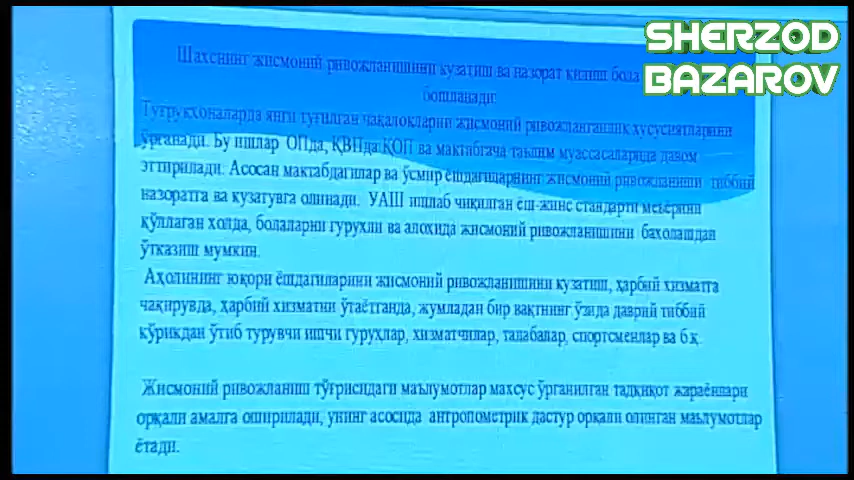 SHERZOD
BAZAROV
Шахснинг жисмоний ривожланишини кузатиш ва назорат қилиш бола
бошланади.
Туғруқхоналарда янги туғилган чақалоқларни жисмоний ривожланганлик хусусиятларини
ўрганади. Бу ишлар ОПда, ҚВПда ҚОП ва мактабгача таълим муассасаларида давом
эттирилади. Асосан мактабдагилар ва ўсмир ёшдагиларнинг жисмоний ривожланиши тиббий
назоратга ва кузатувга олинади. УАШ ишлаб чиқилган ёш-жинс стандарти меъёрини
қўллаган холда, болаларни гурухли ва алохида жисмоний ривожланишини бахолашдан
ўтказиш мумкин.
Аҳолининг юқори ёшдагиларини жисмоний ривожланишини кузатиш, ҳарбий хизматга
чақирувда, ҳарбий хизматни ўтаётганда, жумладан бир вақтнинг ўзида даврий тиббий
кўрикдан ўтиб турувчи ишчи гуруҳлар, хизматчилар, талабалар, спортсменлар ва б.қ.
Жисмоний ривожланиш тўғрисидаги маълумотлар махсус ўрганилган тадқиқот жараёнлари
орқали амалга оширилади, унинг асосида антропометрик дастур орқали олинган маълумотлар
ётади.